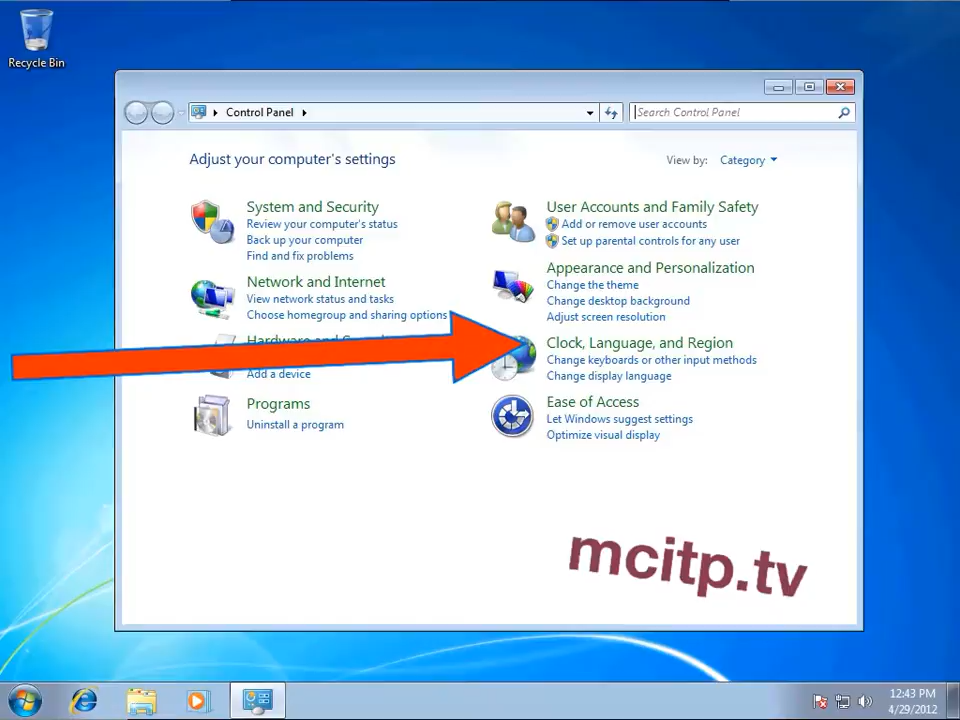 Recycle Bin
Control Panel
Search Control Panel
Adjust your computer's settings
View by: Category
System and Security
Review your computer's status
Back up your computer
Find and fix problems
Network and Internet
View network status and tasks
Choose homegroup and sharing options
Hardware and
Add a device
Programs
Uninstall a program
User Accounts and Family Safety
Add or remove user accounts
Set up parental controls for any user
Appearance and Personalization
Change the theme
Change desktop background
Adjust screen resolution
Clock, Language, and Region
Change keyboards or other input methods
Change display language
Ease of Access
Let Windows suggest settings
Optimize visual display
mcitp.tv
12:43 PM
4/29/2012